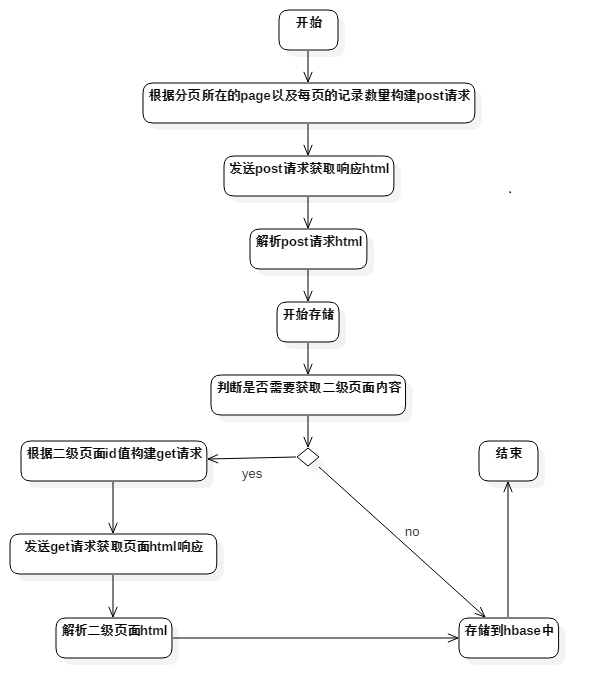 开始
根据分页所在的page以及每页的记录数量构建post请求
发送post请求获取响应html
解析post请求html
开始存储
判断是否需要获取二级页面内容
根据二级页面id值构建get请求
结束
yes
no
发送get请求获取页面html响应
解析二级页面html
存储到hbase中